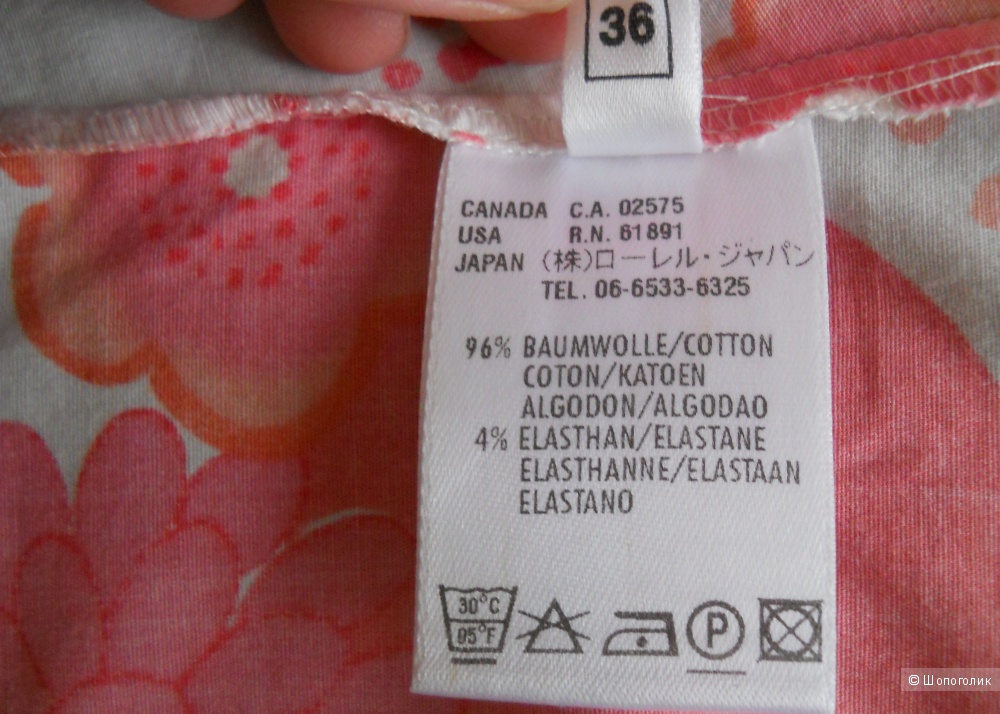 36
CANADA C.A. 02575
USA R.N. 61891
JAPAN (株)ローレル・ジャパン
TEL. 06-6533-6325
96% BAUMWOLLE/COTTON
COTON/KATOEN
ALGODON/ALGODAO
4% ELASTHAN/ELASTANE
ELASTHANNE/ELASTAAN
ELASTANO
30°C
95°F
P
© Шопоголик